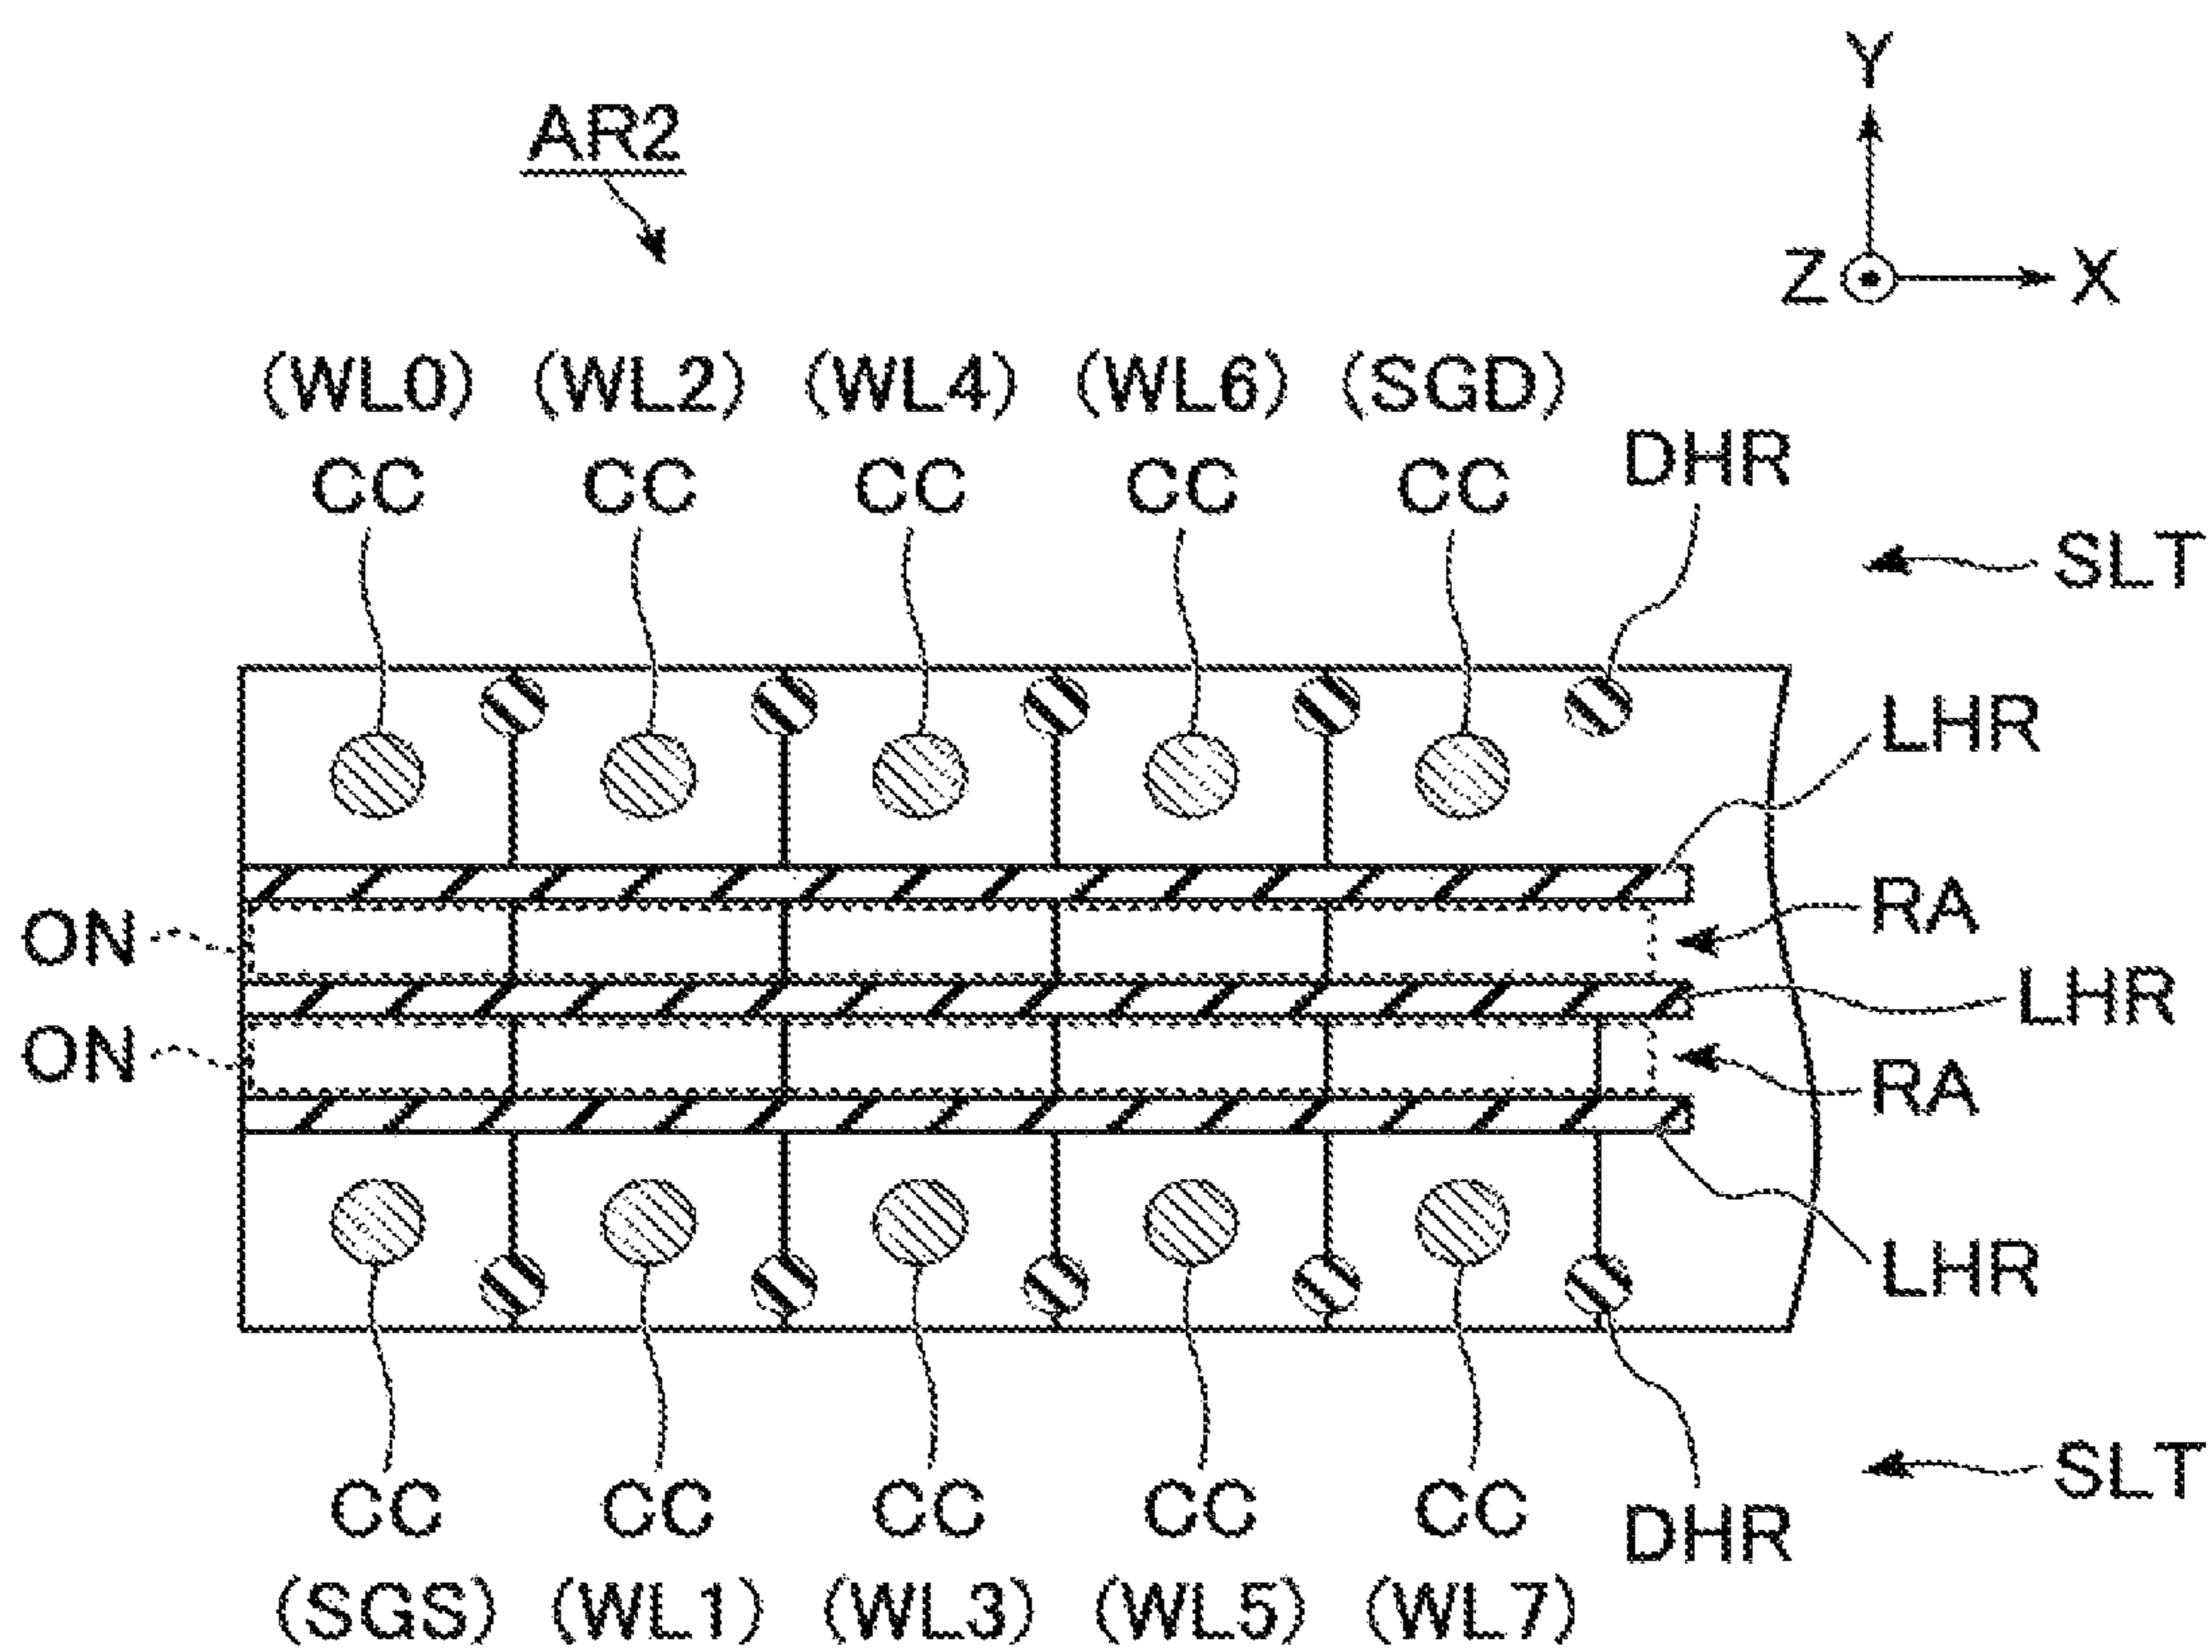 Y
AR2
Z X
(WL0) (WL2) (WL4) (WL6) (SGD)
CC CC CC CC CC DHR
SLT
LHR
ON RA
LHR
ON RA
LHR
SLT
CC CC CC CC CC DHR
(SGS) (WL1) (WL3) (WL5) (WL7)